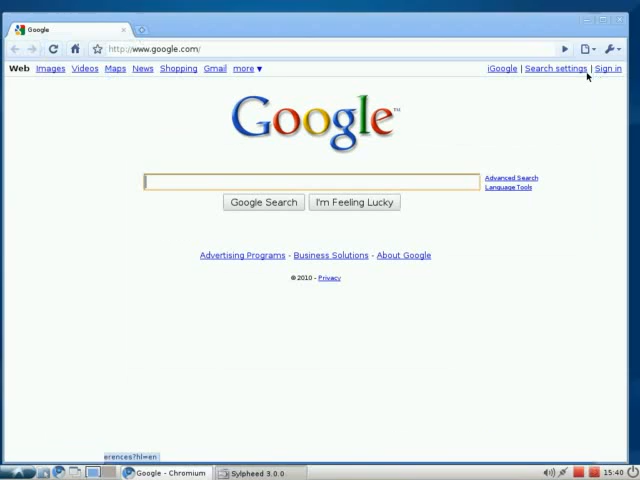 Google
http://www.google.com/
Web Images Videos Maps News Shopping Gmail more ▼ iGoogle | Search settings | Sign in
Google™
Advanced Search
Language Tools
Google Search I'm Feeling Lucky
Advertising Programs - Business Solutions - About Google
© 2010 - Privacy
erences?hl=en
Google - Chromium Sylpheed 3.0.0 15:40